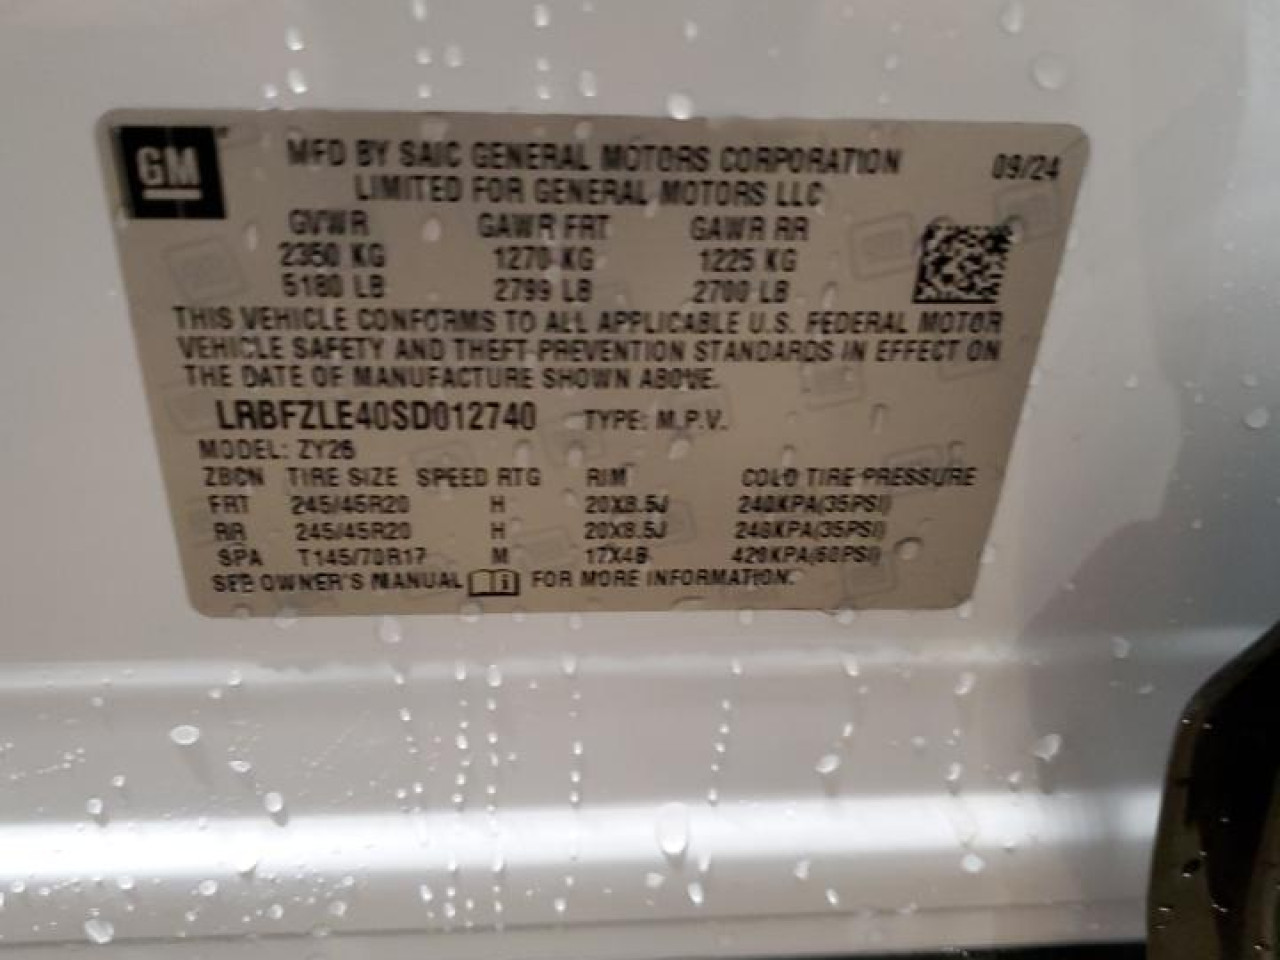 GM
MFD BY SAIC GENERAL MOTORS CORPORATION 09/24
LIMITED FOR GENERAL MOTORS LLC
GVWR GAWR FRT GAWR RR
2350 KG 1270 KG 1225 KG
5180 LB 2799 LB 2700 LB
THIS VEHICLE CONFORMS TO ALL APPLICABLE U.S. FEDERAL MOTOR
VEHICLE SAFETY AND THEFT PREVENTION STANDARDS IN EFFECT ON
THE DATE OF MANUFACTURE SHOWN ABOVE.
LRBFZLE40SD012740 TYPE: M.P.V.
MODEL: ZY26
ZBCN TIRE SIZE SPEED RTG RIM COLD TIRE PRESSURE
FRT 245/45R20 H 20X8.5J 240KPA(35PSI)
RR 245/45R20 H 20X8.5J 240KPA(35PSI)
SPA T145/70R17 M 17X4B 420KPA(60PSI)
SEE OWNER'S MANUAL FOR MORE INFORMATION.